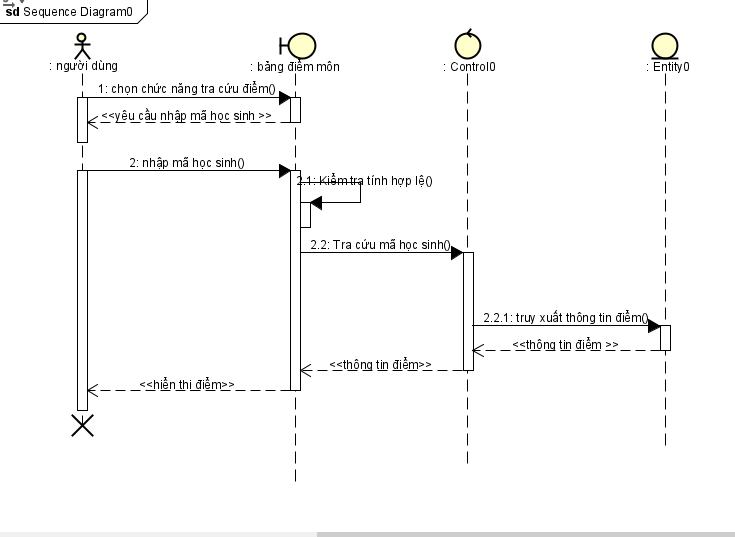 sd Sequence Diagram0
: người dùng
: bảng điểm môn
: Control0
: Entity0
1: chọn chức năng tra cứu điểm()
<<yêu cầu nhập mã học sinh >>
2: nhập mã học sinh()
2.1: Kiểm tra tính hợp lệ()
2.2: Tra cứu mã học sinh()
2.2.1: truy xuất thông tin điểm()
<<thông tin điểm >>
<<thông tin điểm>>
<<hiển thị điểm>>